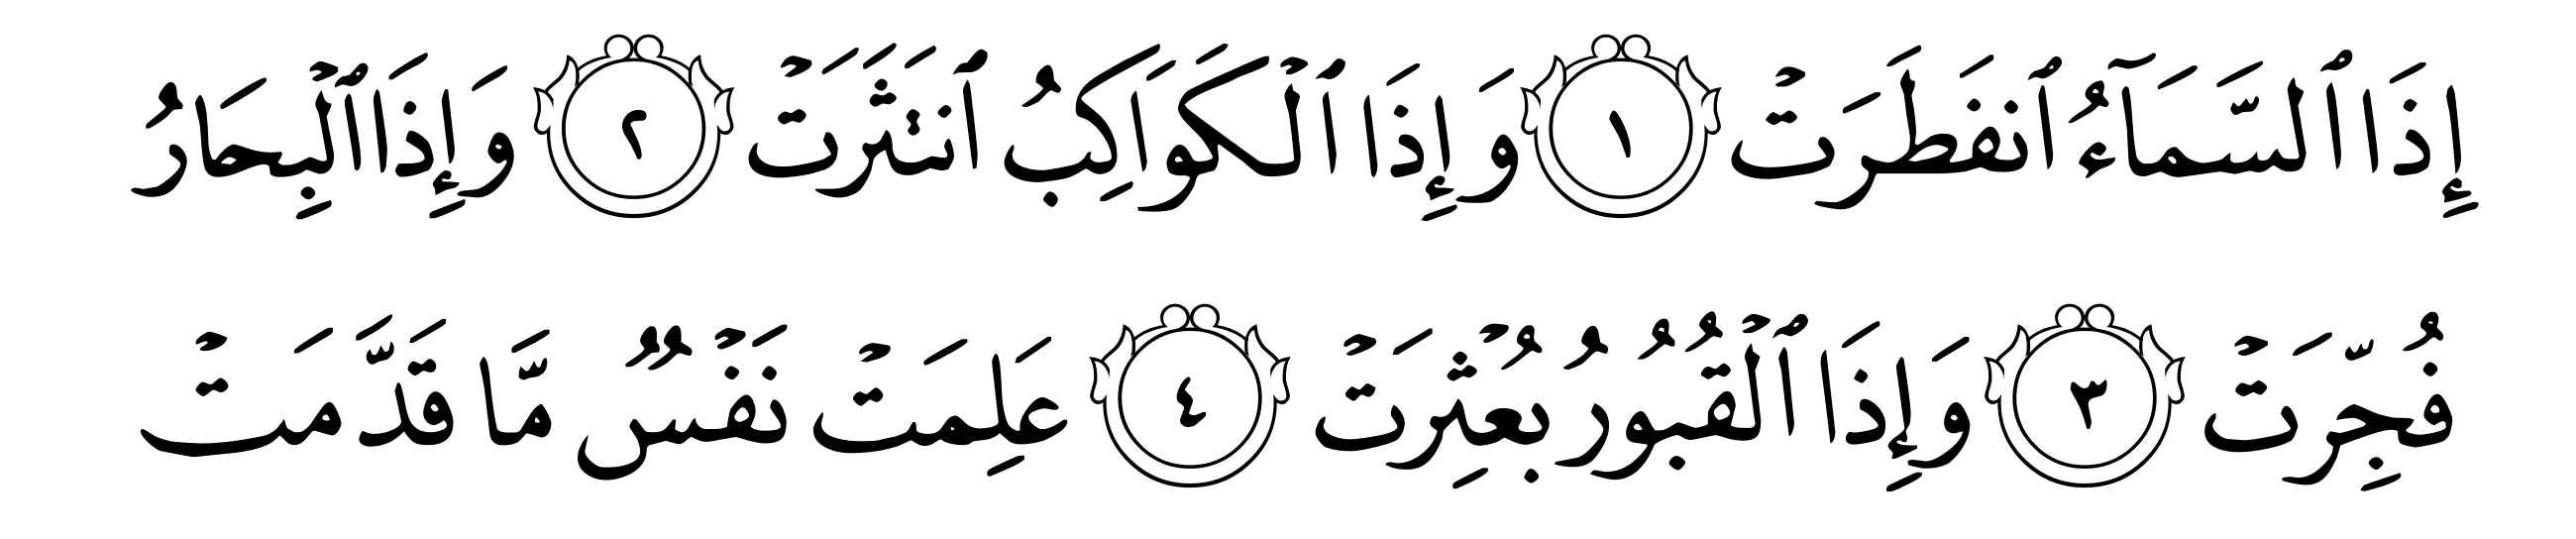 إِذَا ٱلسَّمَآءُ ٱنفَطَرَتْ ١ وَإِذَا ٱلْكَوَاكِبُ ٱنتَثَرَتْ ٢ وَإِذَا ٱلْبِحَارُ
فُجِّرَتْ ٣ وَإِذَا ٱلْقُبُورُ بُعْثِرَتْ ٤ عَلِمَتْ نَفْسٌ مَّا قَدَّمَتْ